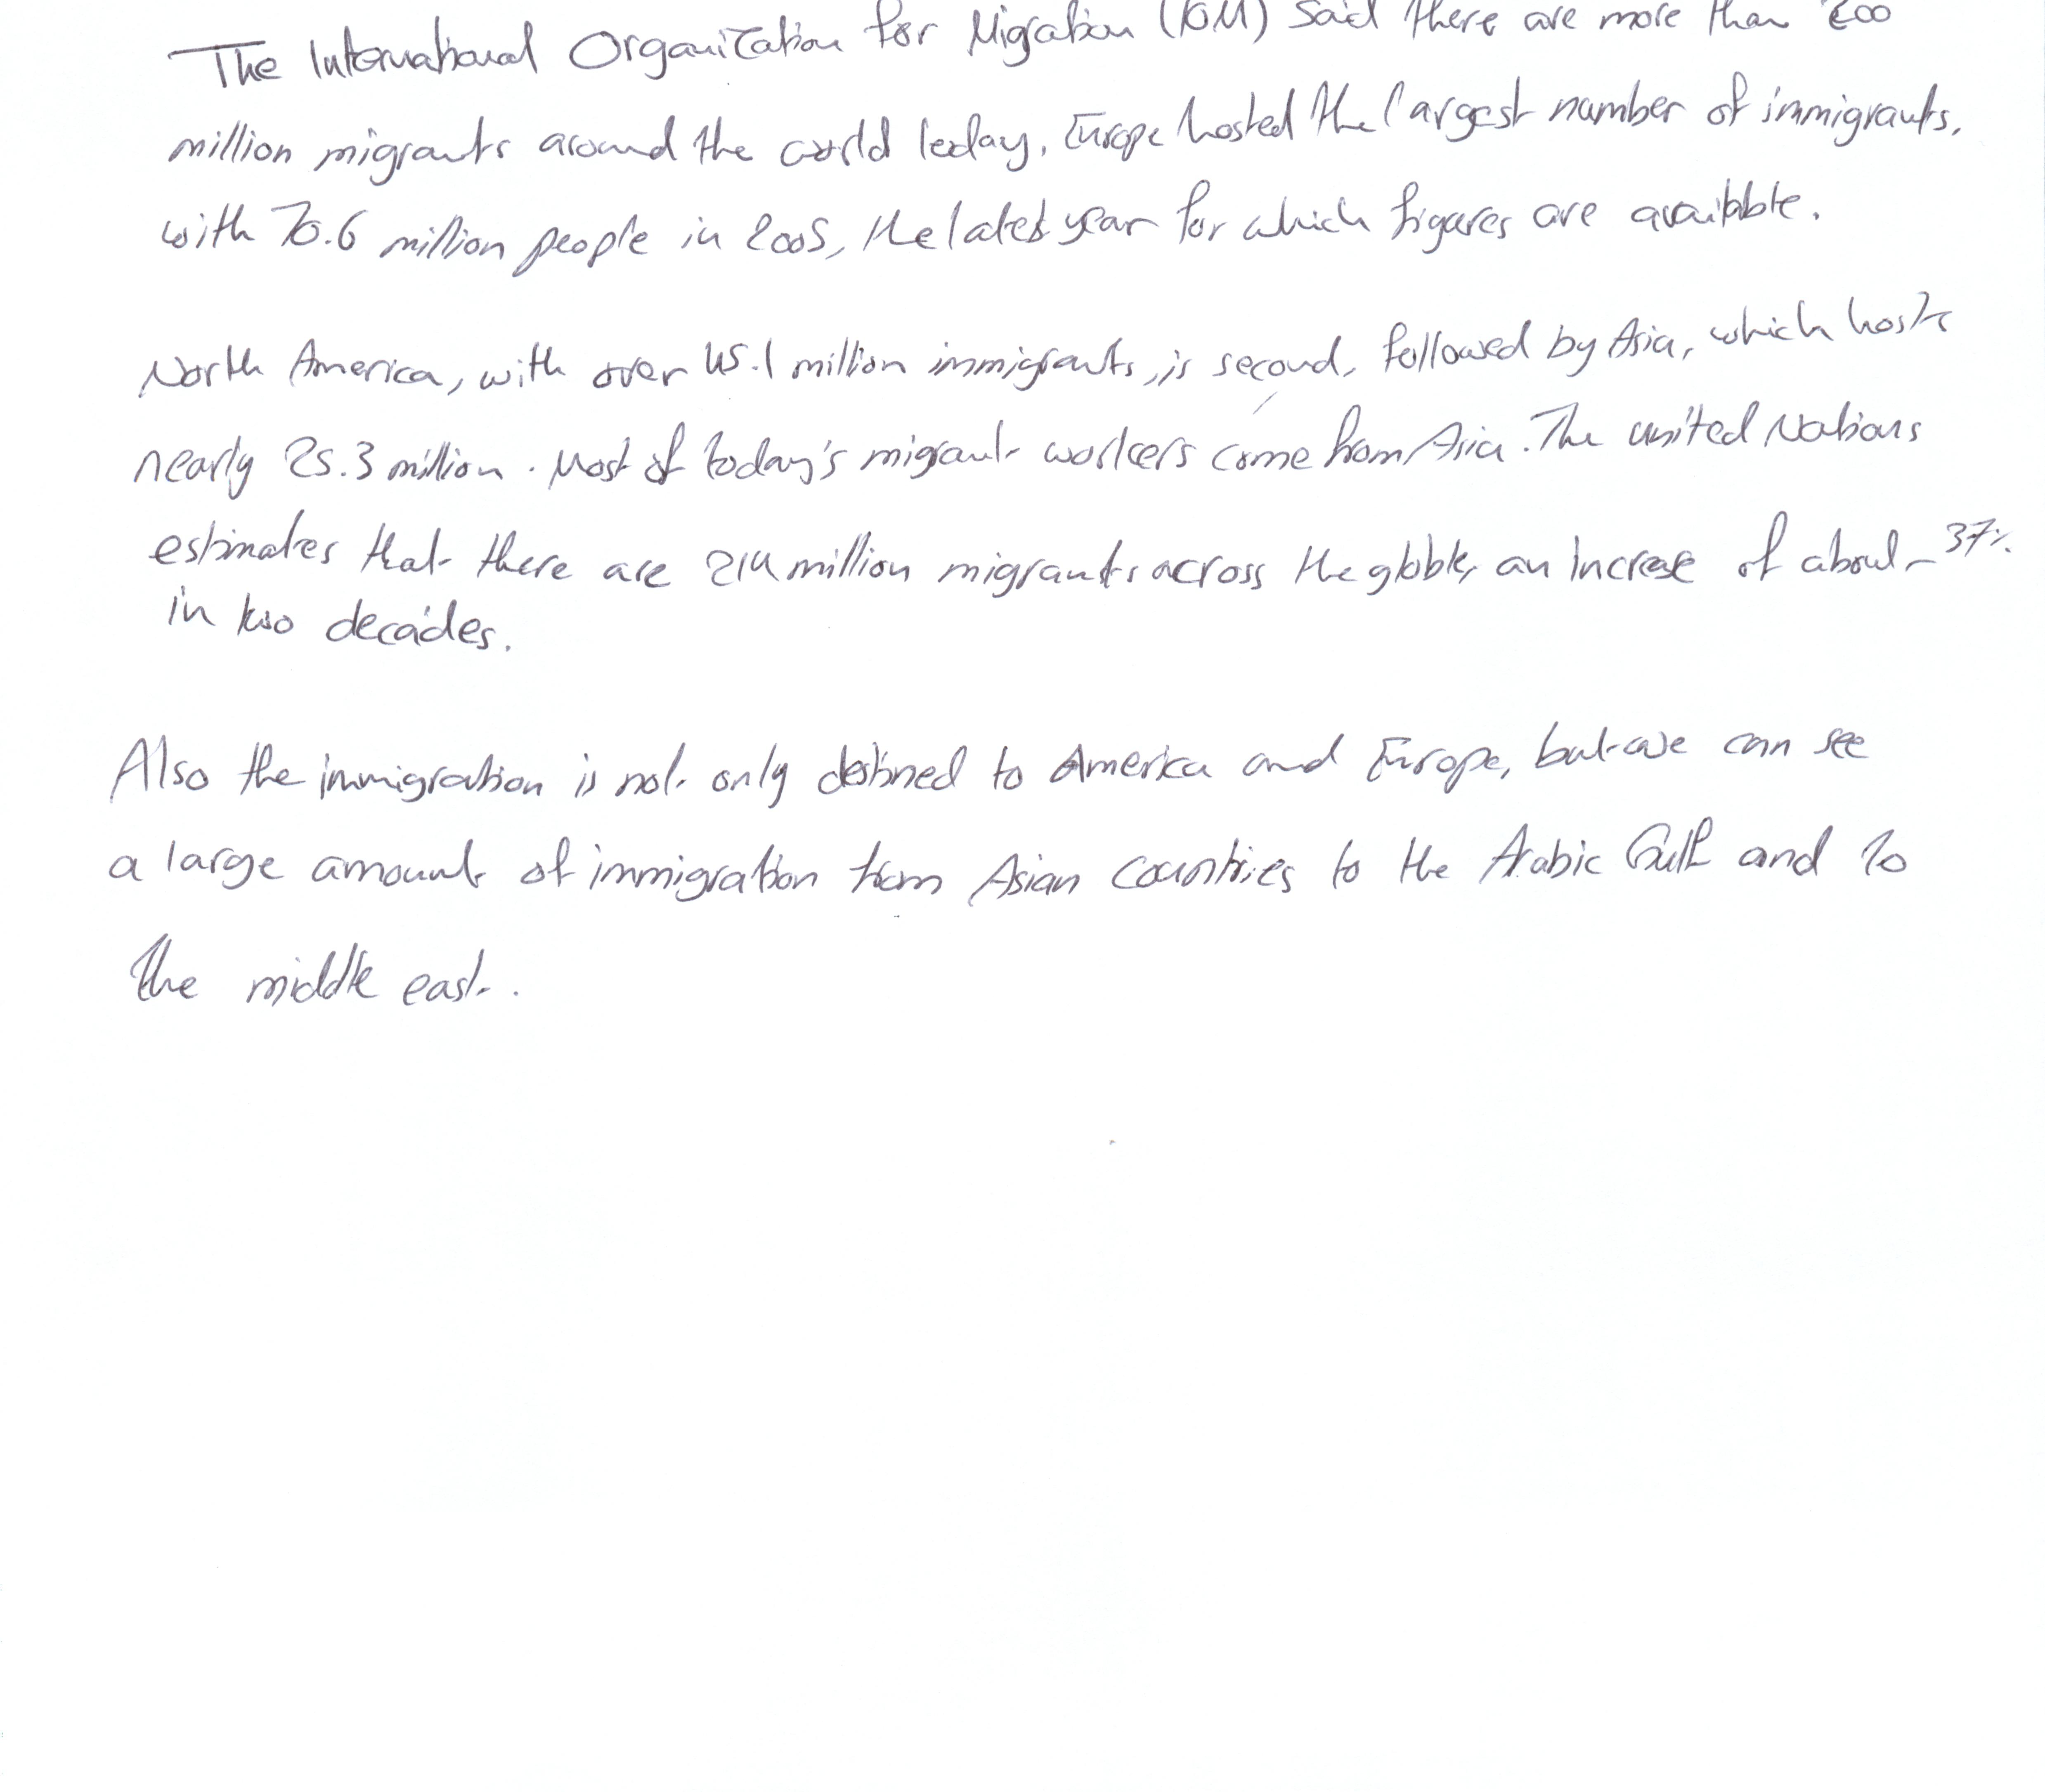 The International Organization for Migration (IOM) said there are more than 200
million migrants around the world today. Europe hosted the largest number of immigrants,
with 70.6 million people in 2005, the latest year for which figures are available.
North America, with over 45.1 million immigrants, is second, followed by Asia, which hosts
nearly 25.3 million. Most of today's migrant workers come from Asia. The united Nations
estimates that there are 214 million migrants across the globble, an increase of about 37%
in two decades.
Also the immigration is not only destined to America and Europe, but we can see
a large amount of immigration from Asian countries to the Arabic Gulf and to
the middle east.